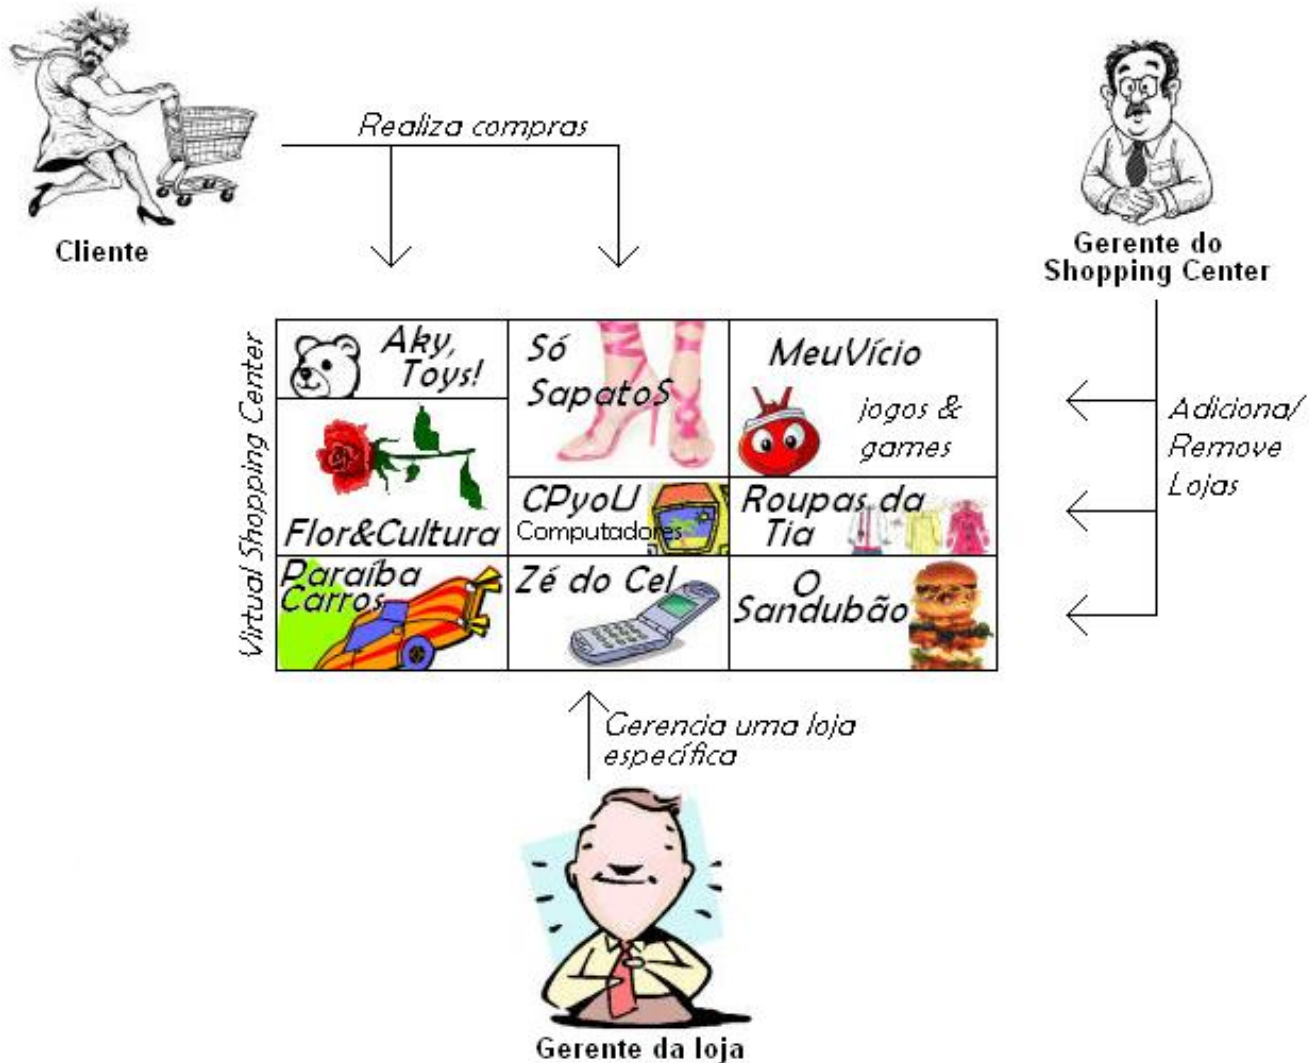 Realiza compras
Cliente
Gerente do
Shopping Center
Virtual Shopping Center
Aky,
Toys!
Só
SapatoS
MeuVício
jogos &
games
Adiciona/
Remove
Lojas
Flor&Cultura
CPyoU
Computadores
Roupas da
Tia
Paraíba
Carros
Zé do Cel
O
Sandubão
Gerencia uma loja
específica
Gerente da loja